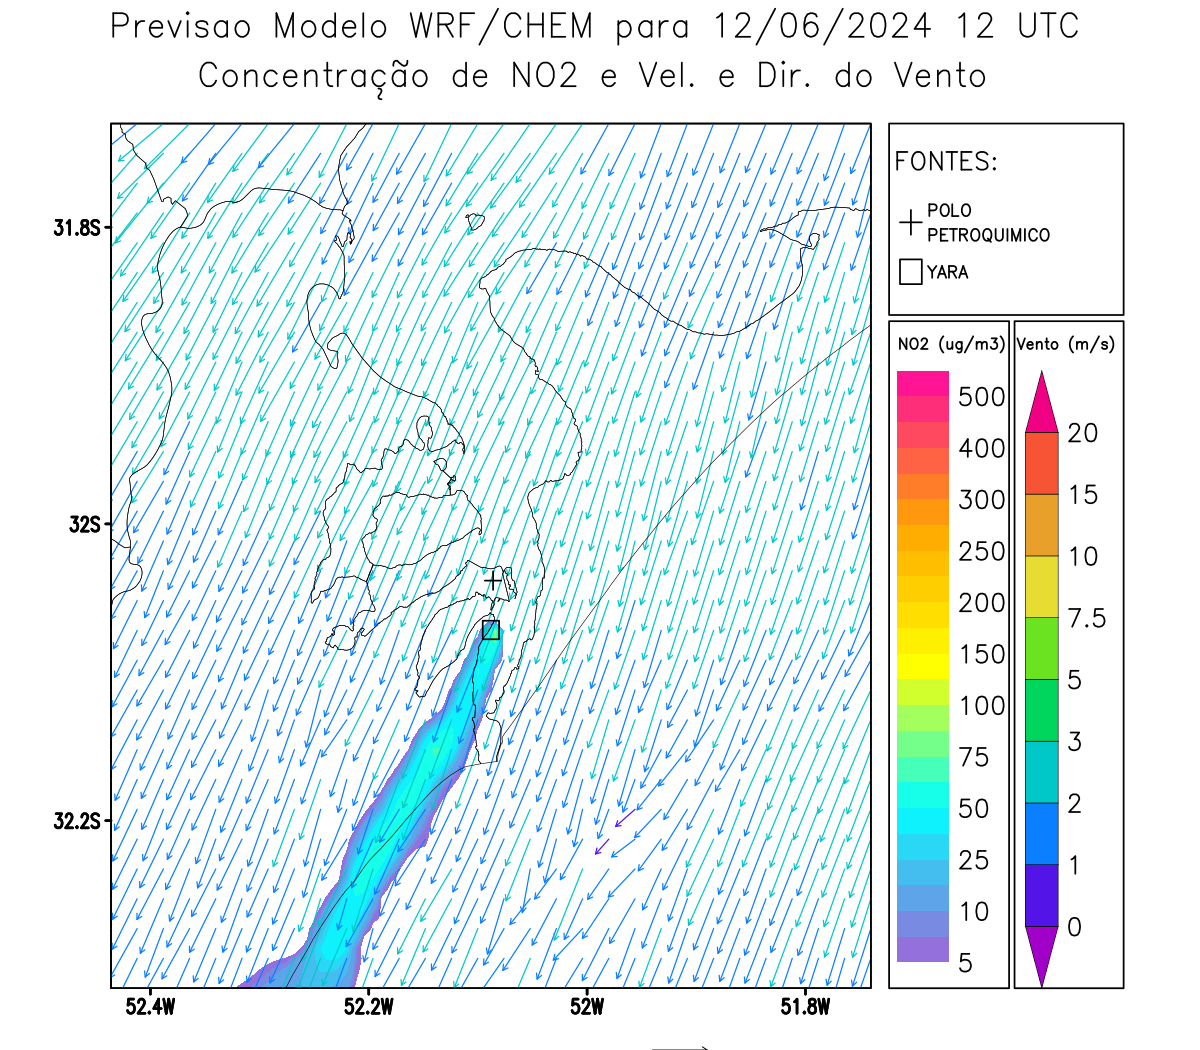 Previsao Modelo WRF/CHEM para 12/06/2024 12 UTC
Concentração de NO2 e Vel. e Dir. do Vento
FONTES:
POLO
PETROQUIMICO
YARA
NO2 (ug/m3)
500
400
300
250
200
150
100
75
50
25
10
5
Vento (m/s)
20
15
10
7.5
5
3
2
1
0
31.8S
32S
32.2S
52.4W
52.2W
52W
51.8W